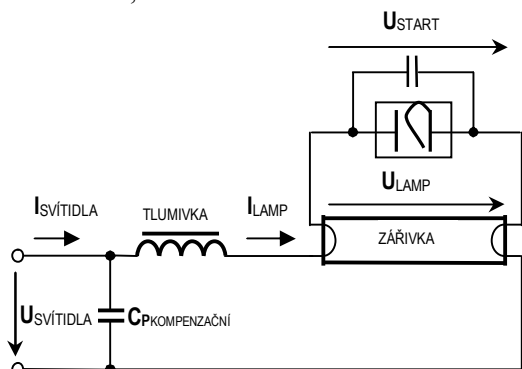 USTART
ULAMP
ISVÍTIDLA
TLUMIVKA
ILAMP
ZÁŘIVKA
USVÍTIDLA
CPKOMPENZAČNÍ